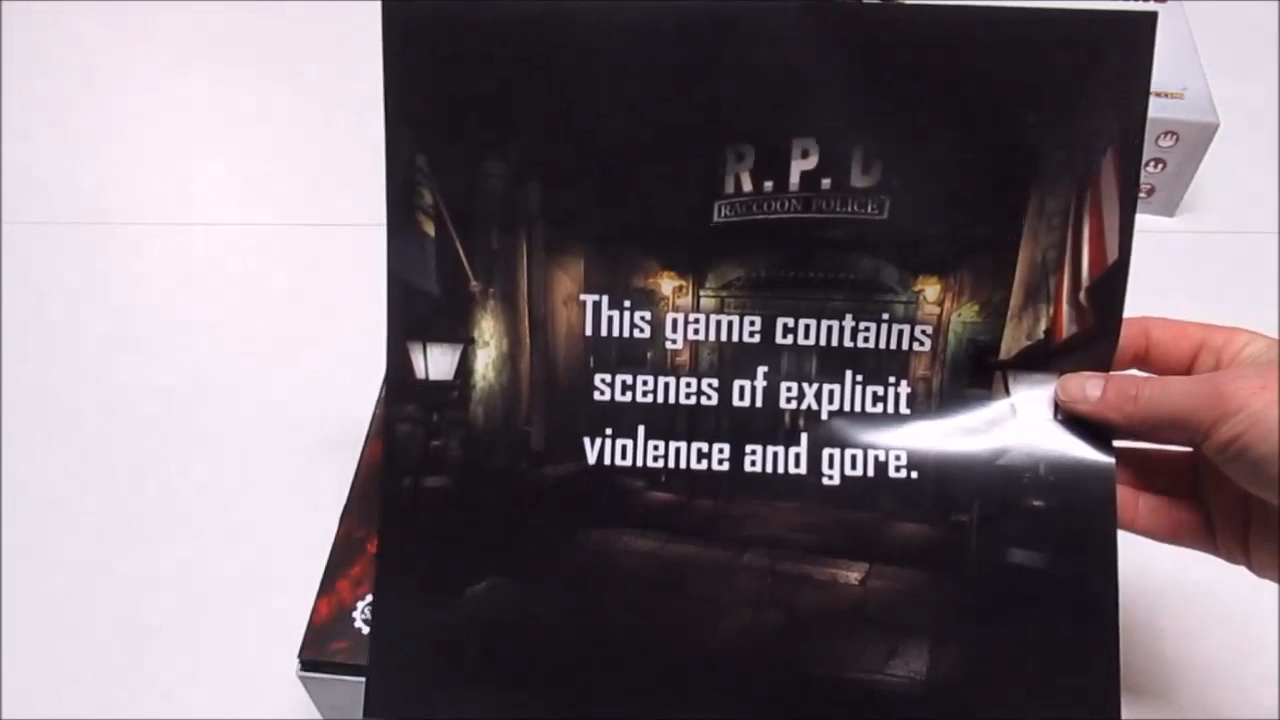 R.P.D.
RACCOON POLICE
This game contains
scenes of explicit
violence and gore.